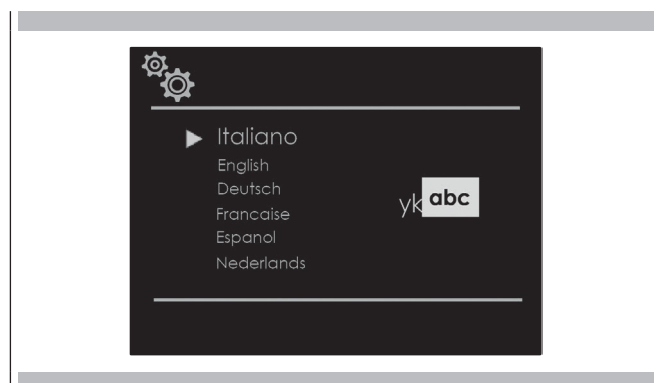 Italiano
English
Deutsch
Francaise
Espanol
Nederlands
yk abc